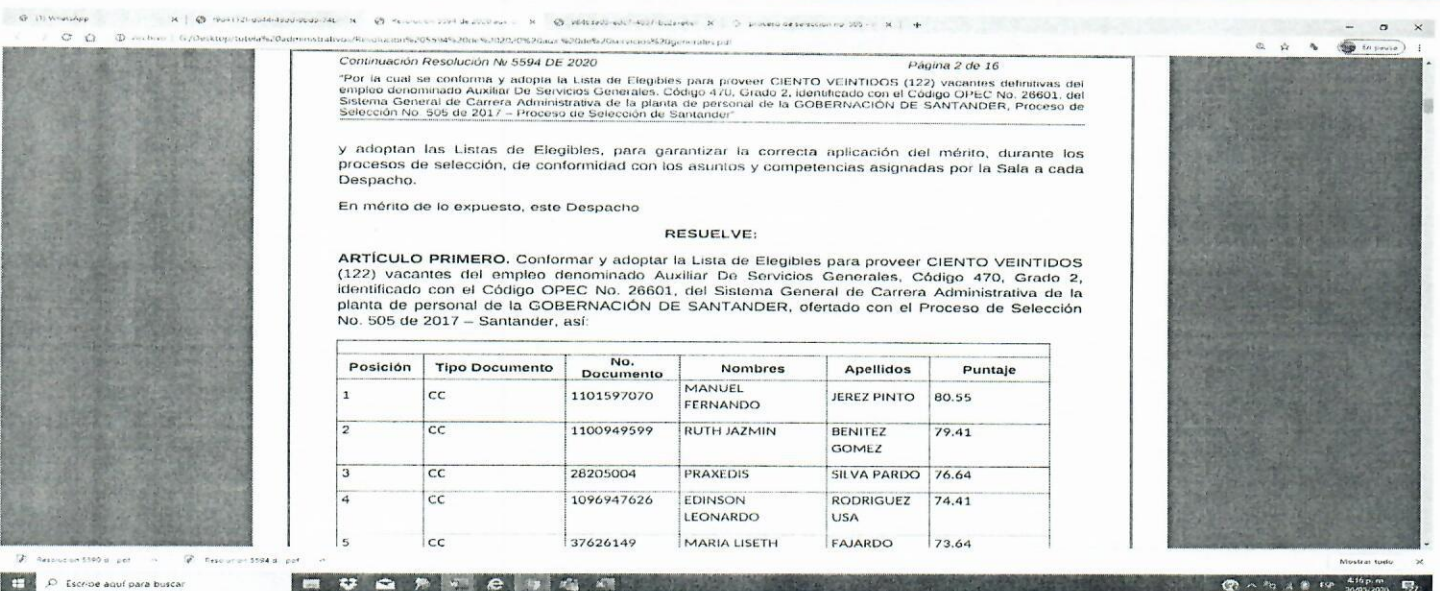 (1) WhatsApp
Continuación Resolución № 5594 DE 2020 Página 2 de 16
"Por la cual se conforma y adopta la Lista de Elegibles para proveer CIENTO VEINTIDOS (122) vacantes definitivas del
empleo denominado Auxiliar De Servicios Generales, Código 470, Grado 2, identificado con el Código OPEC No. 26601, del
Sistema General de Carrera Administrativa de la planta de personal de la GOBERNACIÓN DE SANTANDER, Proceso de
Selección No. 505 de 2017 – Proceso de Selección de Santander"
y adoptan las Listas de Elegibles, para garantizar la correcta aplicación del mérito, durante los
procesos de selección, de conformidad con los asuntos y competencias asignadas por la Sala a cada
Despacho.
En mérito de lo expuesto, este Despacho
RESUELVE:
ARTÍCULO PRIMERO. Conformar y adoptar la Lista de Elegibles para proveer CIENTO VEINTIDOS
(122) vacantes del empleo denominado Auxiliar De Servicios Generales, Código 470, Grado 2,
identificado con el Código OPEC No. 26601, del Sistema General de Carrera Administrativa de la
planta de personal de la GOBERNACIÓN DE SANTANDER, ofertado con el Proceso de Selección
No. 505 de 2017 – Santander, así:
Posición Tipo Documento No. Documento Nombres Apellidos Puntaje
1 CC 1101597070 MANUEL FERNANDO JEREZ PINTO 80.55
2 CC 1100949599 RUTH JAZMIN BENITEZ GOMEZ 79.41
3 CC 28205004 PRAXEDIS SILVA PARDO 76.64
4 CC 1096947626 EDINSON LEONARDO RODRIGUEZ USA 74.41
5 CC 37626149 MARIA LISETH FAJARDO 73.64
Mostrar todo
Escribe aquí para buscar
ESP 4:16 p. m.